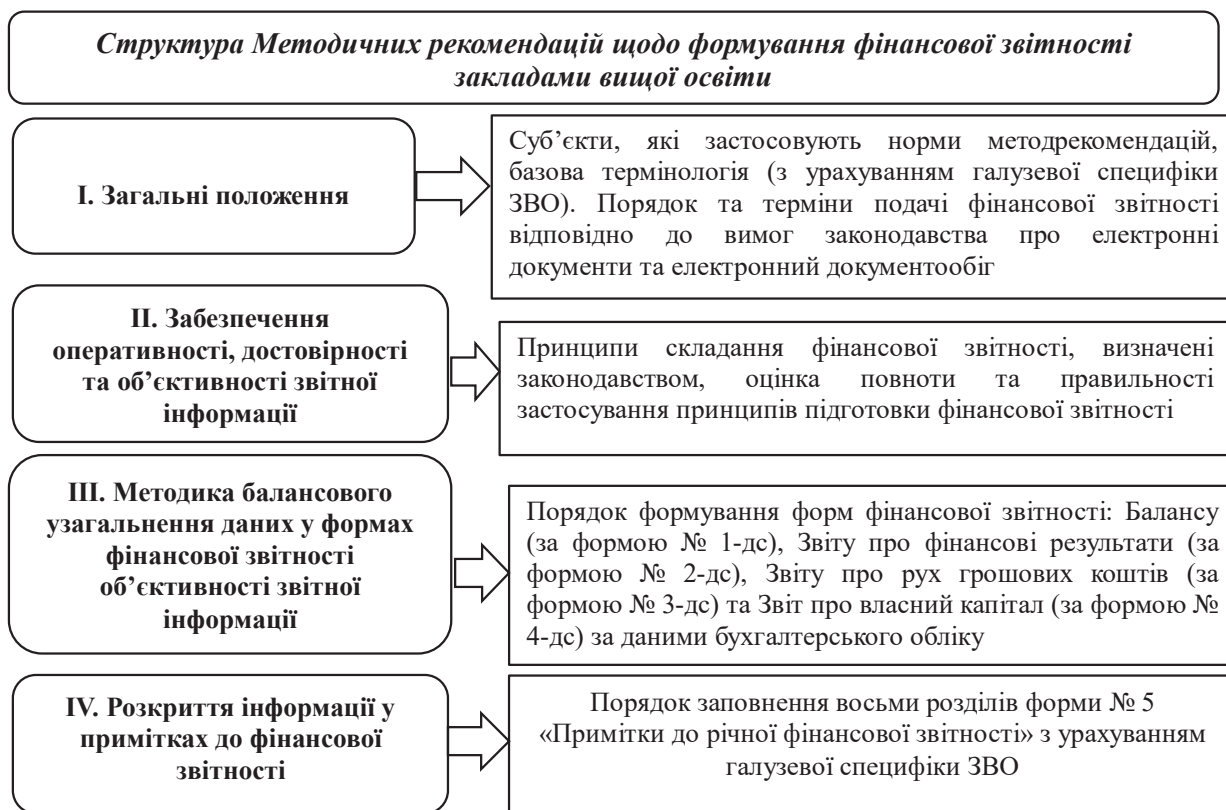 Структура Методичних рекомендацій щодо формування фінансової звітності
закладами вищої освіти
І. Загальні положення
Суб’єкти, які застосовують норми методрекомендацій,
базова термінологія (з урахуванням галузевої специфіки
ЗВО). Порядок та терміни подачі фінансової звітності
відповідно до вимог законодавства про електронні
документи та електронний документообіг
ІІ. Забезпечення
оперативності, достовірності
та об’єктивності звітної
інформації
Принципи складання фінансової звітності, визначені
законодавством, оцінка повноти та правильності
застосування принципів підготовки фінансової звітності
ІІІ. Методика балансового
узагальнення даних у формах
фінансової звітності
об’єктивності звітної
інформації
Порядок формування форм фінансової звітності: Балансу
(за формою № 1-дс), Звіту про фінансові результати (за
формою № 2-дс), Звіту про рух грошових коштів (за
формою № 3-дс) та Звіт про власний капітал (за формою №
4-дс) за даними бухгалтерського обліку
IV. Розкриття інформації у
примітках до фінансової
звітності
Порядок заповнення восьми розділів форми № 5
«Примітки до річної фінансової звітності» з урахуванням
галузевої специфіки ЗВО